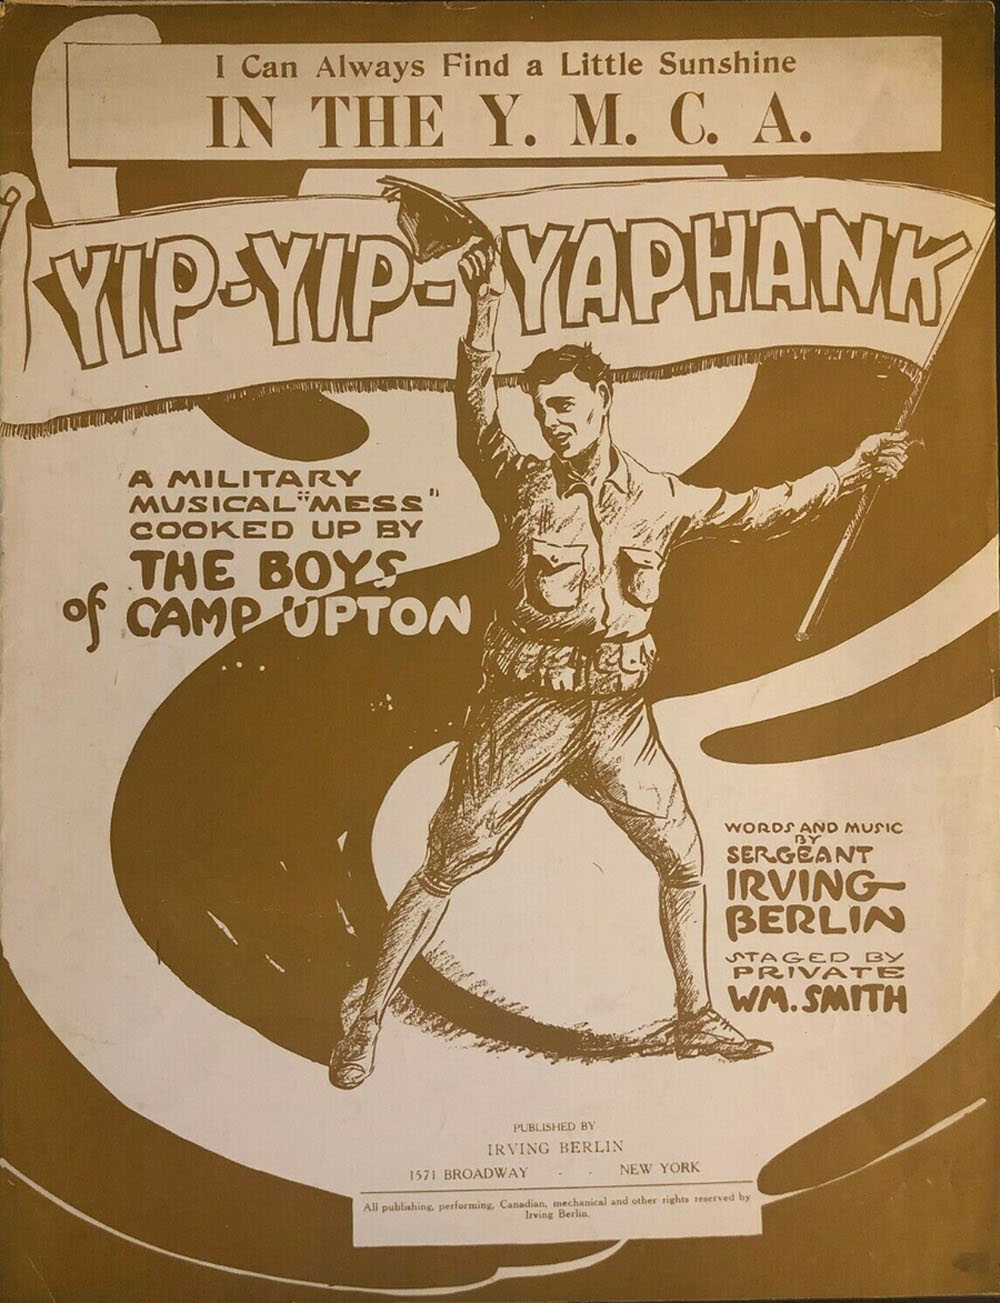 I Can Always Find a Little Sunshine
IN THE Y. M. C. A.
YIP-YIP-YAPHANK
A MILITARY
MUSICAL "MESS"
COOKED UP BY
THE BOYS
of CAMP UPTON
WORDS AND MUSIC
BY
SERGEANT
IRVING
BERLIN
STAGED BY
PRIVATE
WM. SMITH
PUBLISHED BY
IRVING BERLIN
1571 BROADWAY - - NEW YORK
All publishing, performing, Canadian, mechanical and other rights reserved by
Irving Berlin.